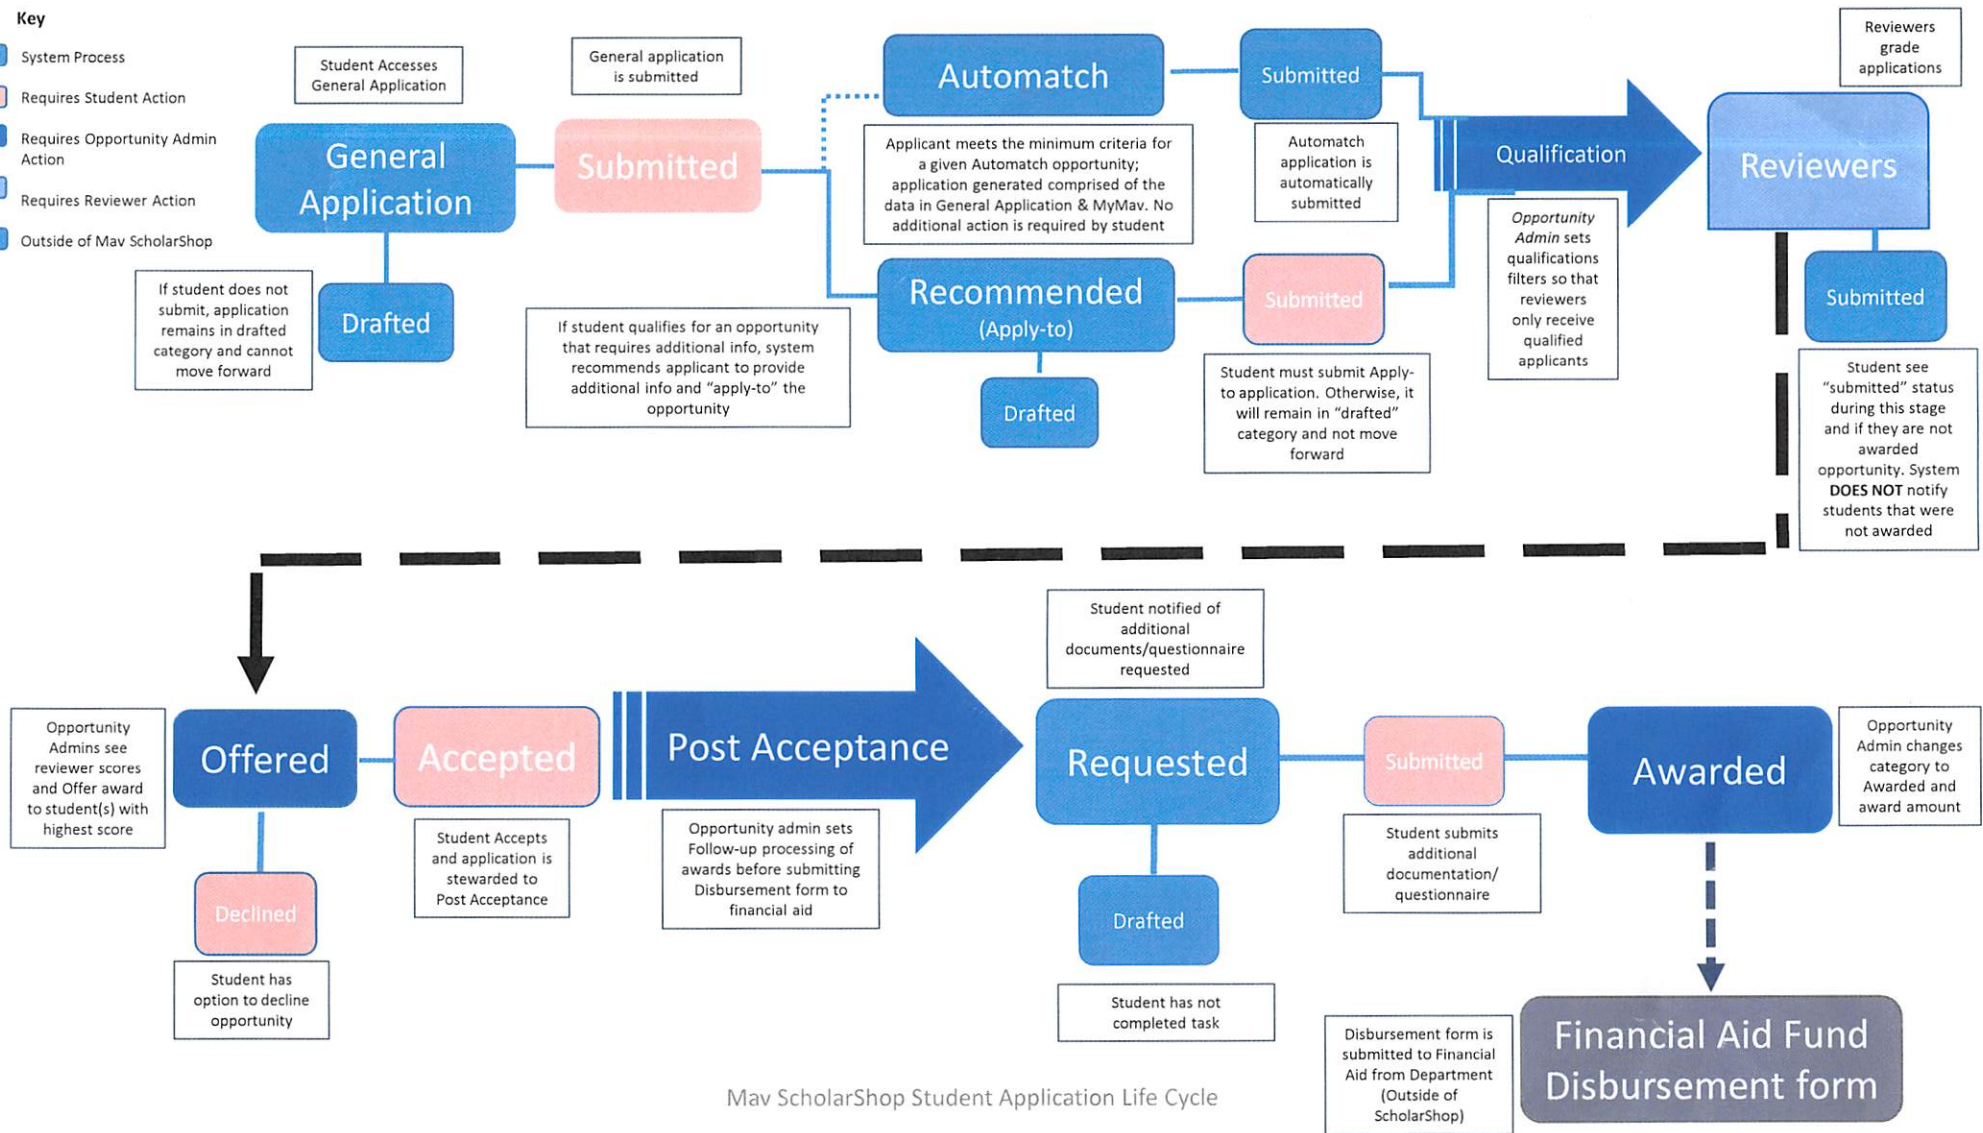 Key
System Process
Requires Student Action
Requires Opportunity Admin
Action
Requires Reviewer Action
Outside of Mav ScholarShop
Student Accesses
General Application
General
Application
If student does not
submit, application
remains in drafted
category and cannot
move forward
Drafted
General application
is submitted
Submitted
If student qualifies for an opportunity
that requires additional info, system
recommends applicant to provide
additional info and “apply-to” the
opportunity
Automatch
Applicant meets the minimum criteria for
a given Automatch opportunity;
application generated comprised of the
data in General Application & MyMav. No
additional action is required by student
Submitted
Automatch
application is
automatically
submitted
Recommended
(Apply-to)
Drafted
Submitted
Student must submit Apply-
to application. Otherwise, it
will remain in “drafted”
category and not move
forward
Qualification
Opportunity
Admin sets
qualifications
filters so that
reviewers
only receive
qualified
applicants
Reviewers
grade
applications
Reviewers
Submitted
Student see
“submitted” status
during this stage
and if they are not
awarded
opportunity. System
DOES NOT notify
students that were
not awarded
Opportunity
Admins see
reviewer scores
and Offer award
to student(s) with
highest score
Offered
Declined
Student has
option to decline
opportunity
Accepted
Student Accepts
and application is
stewarded to
Post Acceptance
Post Acceptance
Opportunity admin sets
Follow-up processing of
awards before submitting
Disbursement form to
financial aid
Student notified of
additional
documents/questionnaire
requested
Requested
Drafted
Student has not
completed task
Submitted
Student submits
additional
documentation/
questionnaire
Awarded
Opportunity
Admin changes
category to
Awarded and
award amount
Disbursement form is
submitted to Financial
Aid from Department
(Outside of
ScholarShop)
Financial Aid Fund
Disbursement form
Mav ScholarShop Student Application Life Cycle